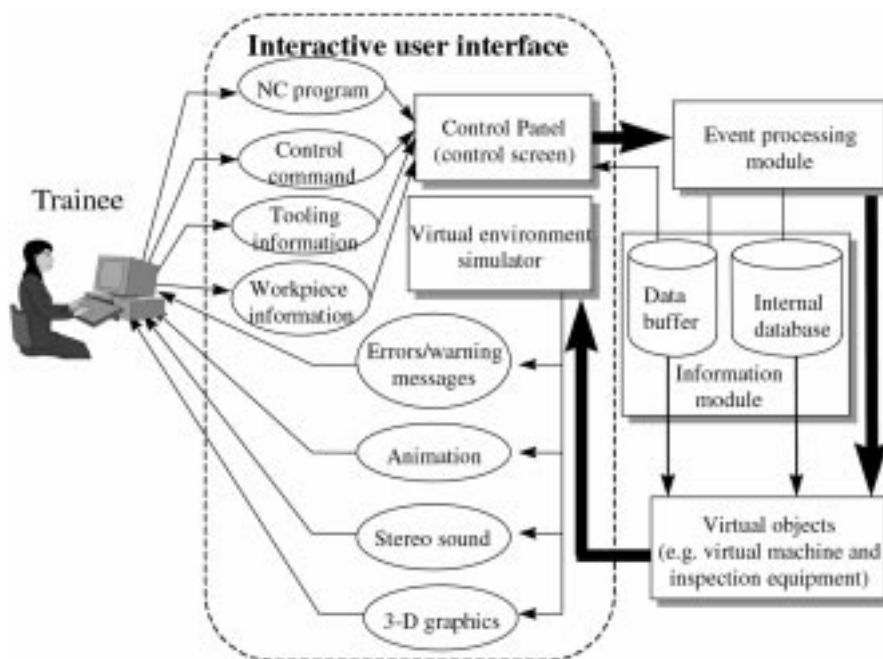 Interactive user interface
NC program
Control
command
Tooling
information
Workpiece
information
Trainee
Control Panel
(control screen)
Virtual environment
simulator
Event processing
module
Data
buffer
Internal
database
Information
module
Errors/warning
messages
Animation
Stereo sound
3-D graphics
Virtual objects
(e.g. virtual machine and
inspection equipment)